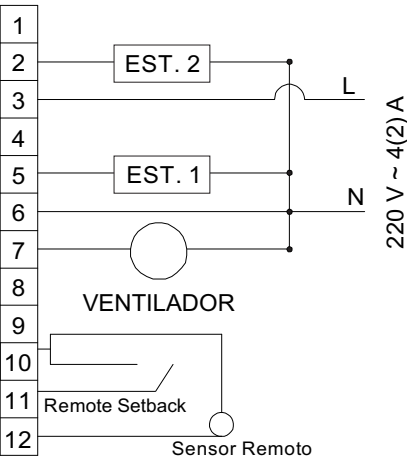 1
2
EST. 2
3
L
4
5
EST. 1
6
N
7
220 V ~ 4(2) A
8
VENTILADOR
9
10
11
Remote Setback
12
Sensor Remoto